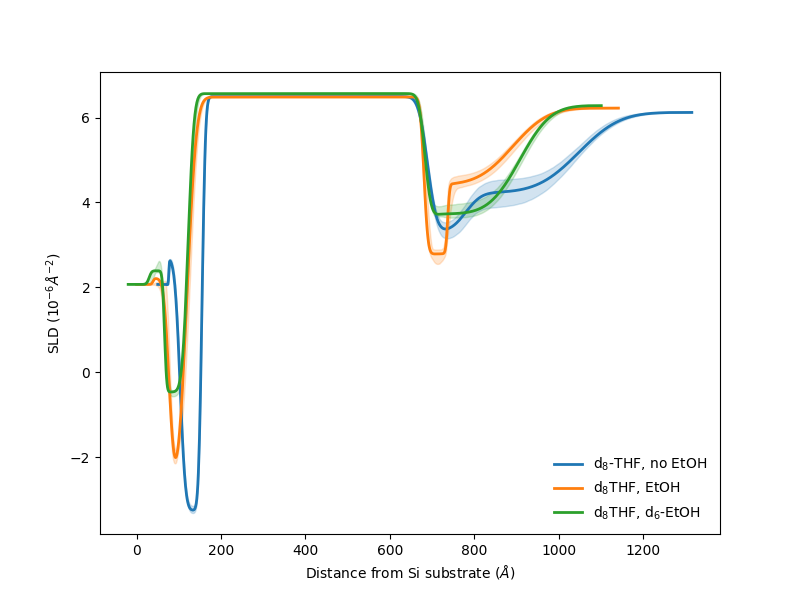 6
4
2
0
−2
SLD (10⁻⁶Å⁻²)
0 200 400 600 800 1000 1200
Distance from Si substrate (Å)
d₈-THF, no EtOH
d₈THF, EtOH
d₈THF, d₆-EtOH